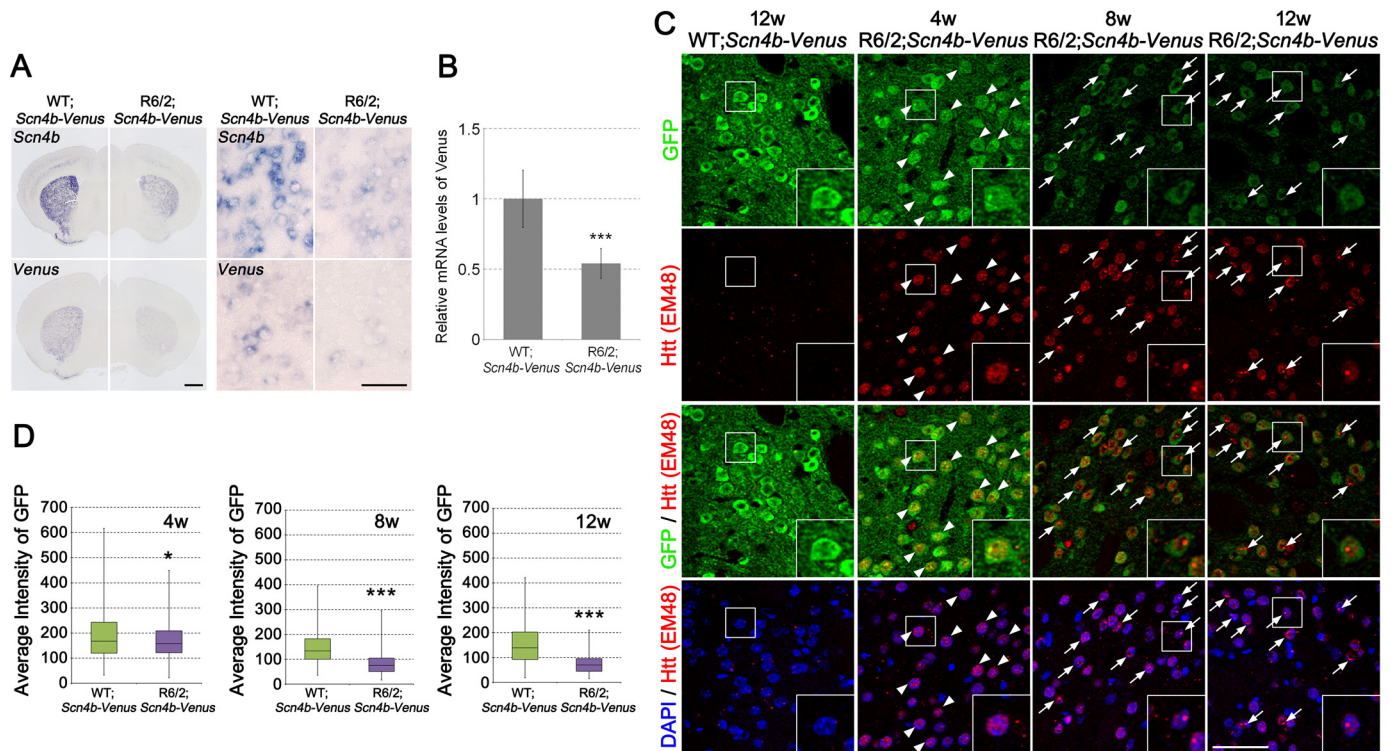 A
WT;
Scn4b-Venus
R6/2;
Scn4b-Venus
WT;
Scn4b-Venus
R6/2;
Scn4b-Venus
Scn4b
Scn4b
Venus
Venus
B
Relative mRNA levels of Venus
1.5
1
0.5
0
***
WT;
Scn4b-Venus
R6/2;
Scn4b-Venus
C
12w
WT;Scn4b-Venus
4w
R6/2;Scn4b-Venus
8w
R6/2;Scn4b-Venus
12w
R6/2;Scn4b-Venus
GFP
Htt (EM48)
GFP / Htt (EM48)
DAPI / Htt (EM48)
D
Average Intensity of GFP
700
600
500
400
300
200
100
0
4w
*
WT;
Scn4b-Venus
R6/2;
Scn4b-Venus
Average Intensity of GFP
700
600
500
400
300
200
100
0
8w
***
WT;
Scn4b-Venus
R6/2;
Scn4b-Venus
Average Intensity of GFP
700
600
500
400
300
200
100
0
12w
***
WT;
Scn4b-Venus
R6/2;
Scn4b-Venus